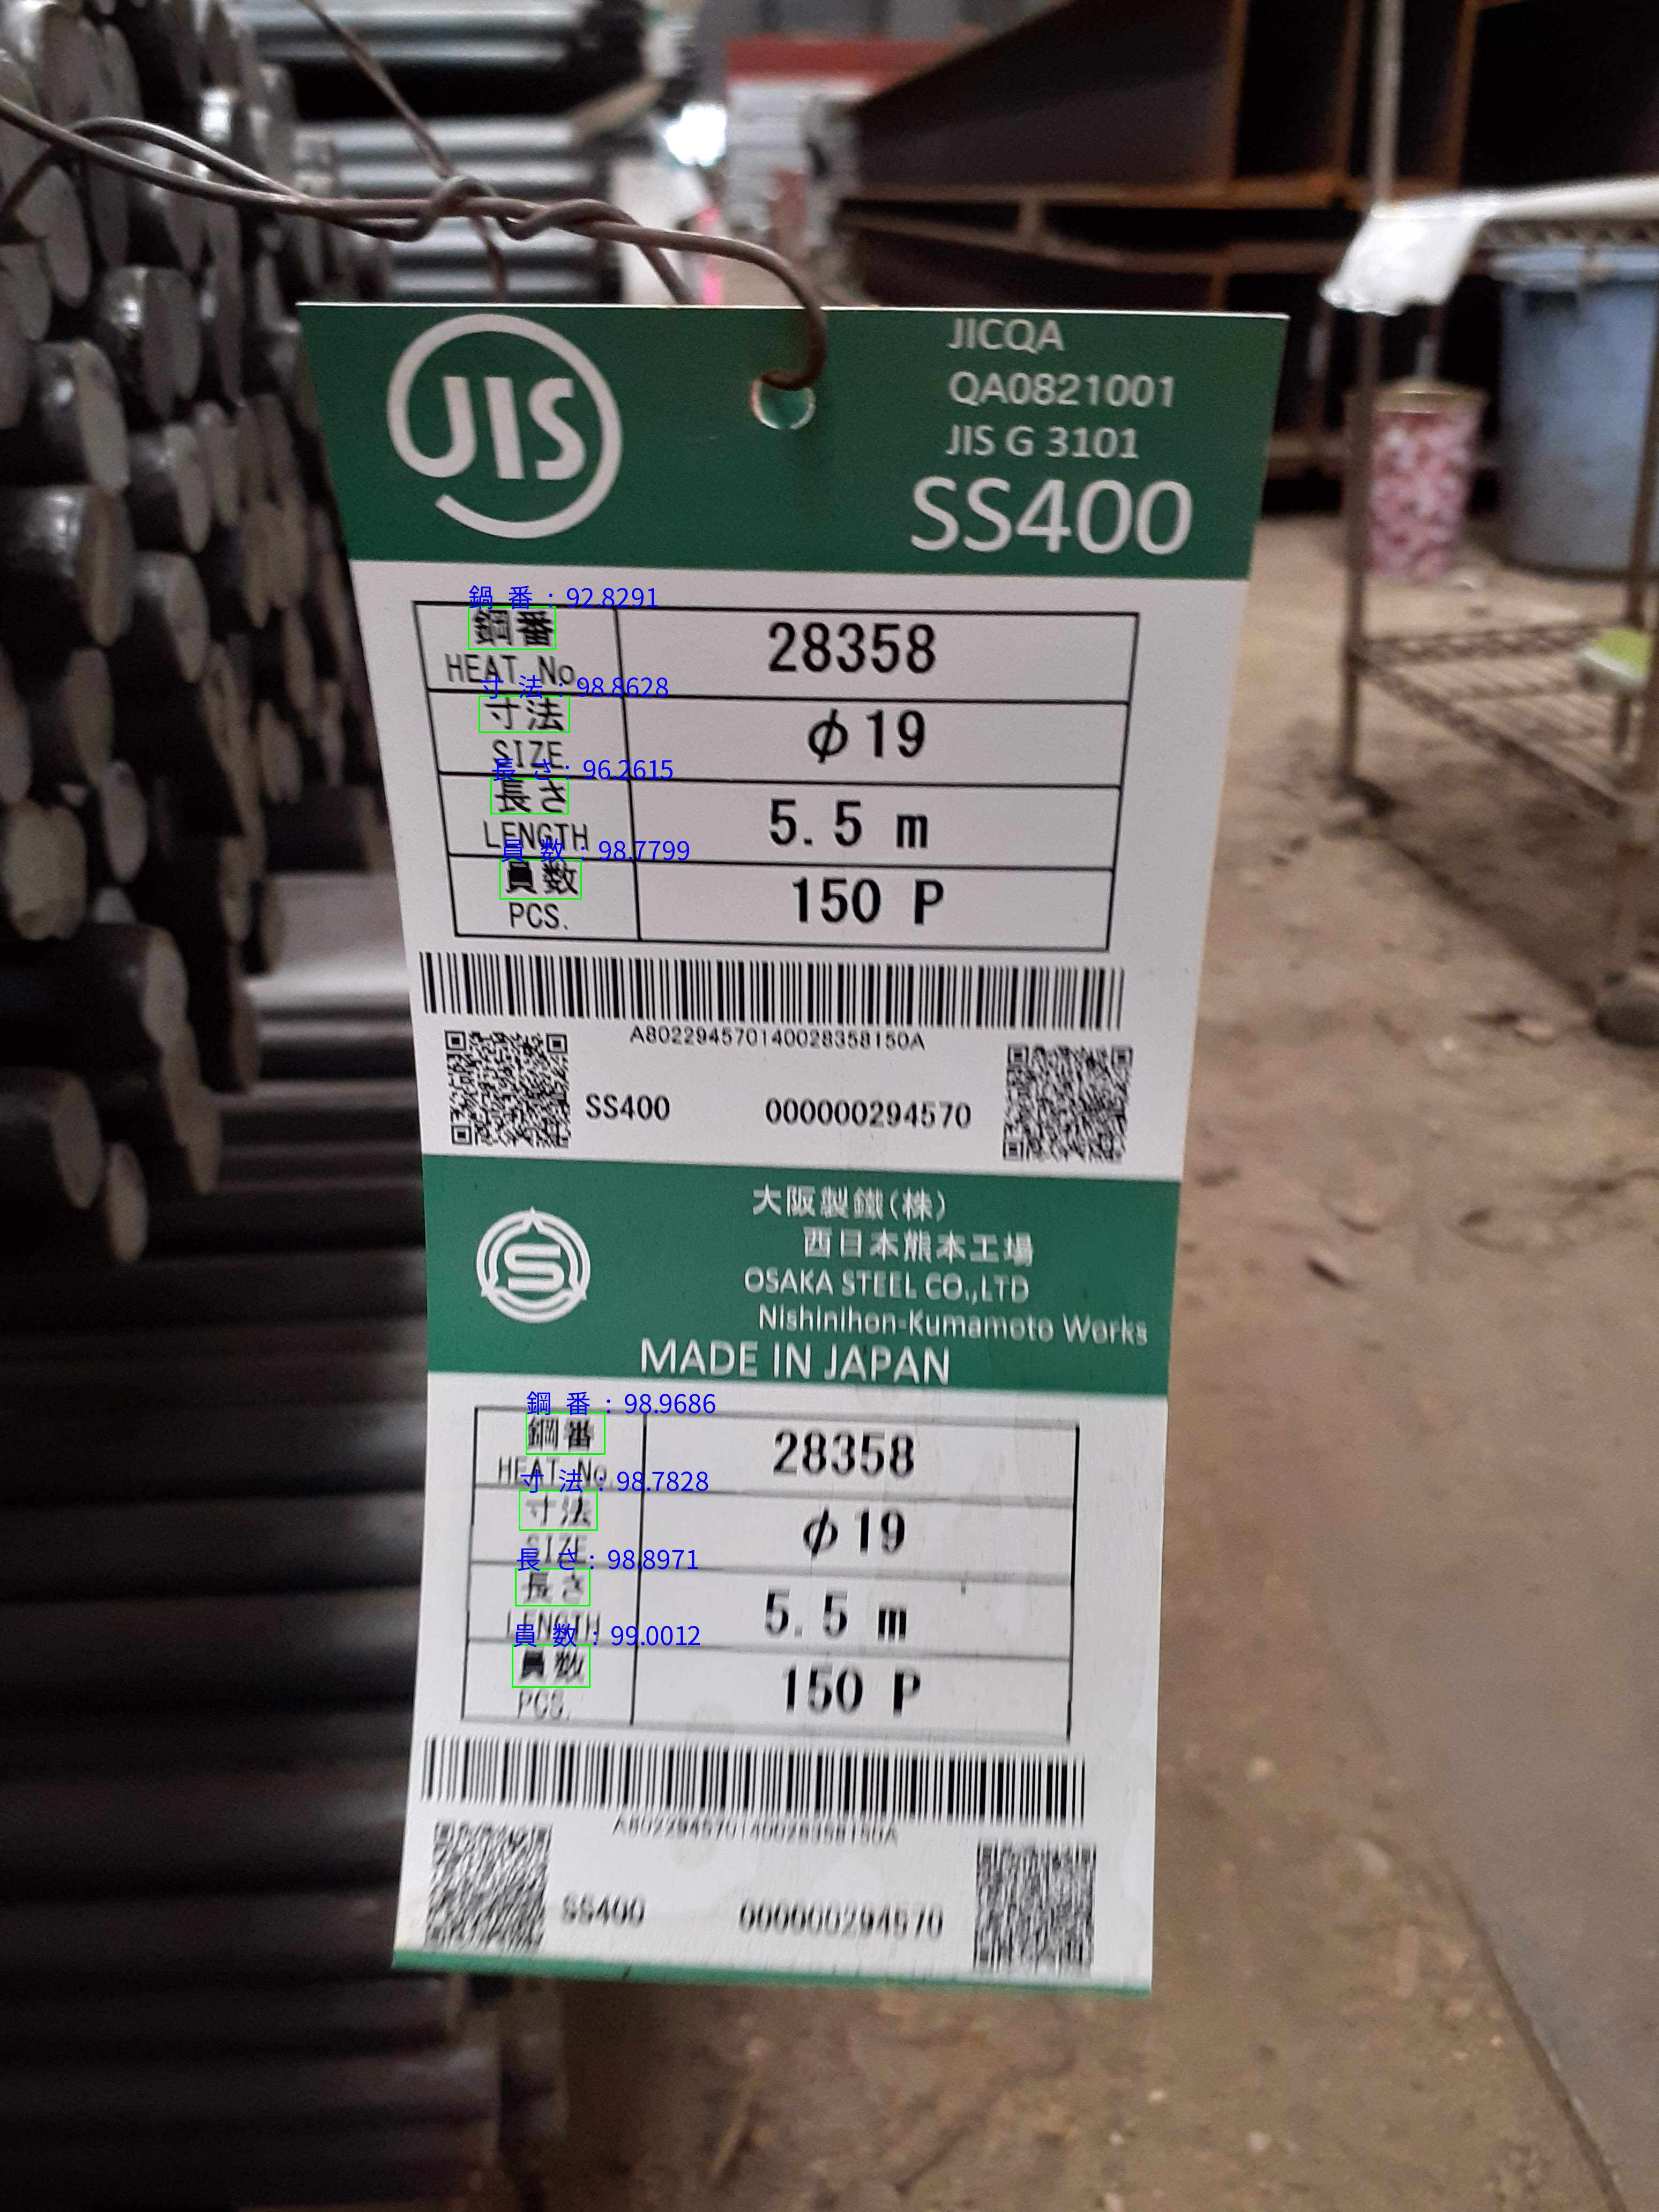 JIS
JICQA
QA0821001
JIS G 3101
SS400
鍋 番 : 92.8291
鋼番
28358
HEAT No.
寸 法 : 98.8628
寸法
φ19
SIZE
長 さ : 96.2615
長さ
5.5 m
LENGTH
員 数 : 98.7799
員数
150 P
PCS.
A802294570140028358150A
SS400 000000294570
大阪製鐵(株)
西日本熊本工場
S
OSAKA STEEL CO.,LTD
Nishinihon-Kumamoto Works
MADE IN JAPAN
鋼 番 : 98.9686
鋼番
28358
HEAT No.
寸 法 : 98.7828
寸法
φ19
SIZE
長 さ : 98.8971
長さ
5.5 m
LENGTH
員 数 : 99.0012
員数
150 P
PCS.
A802294570140028358150A
SS400 000000294570